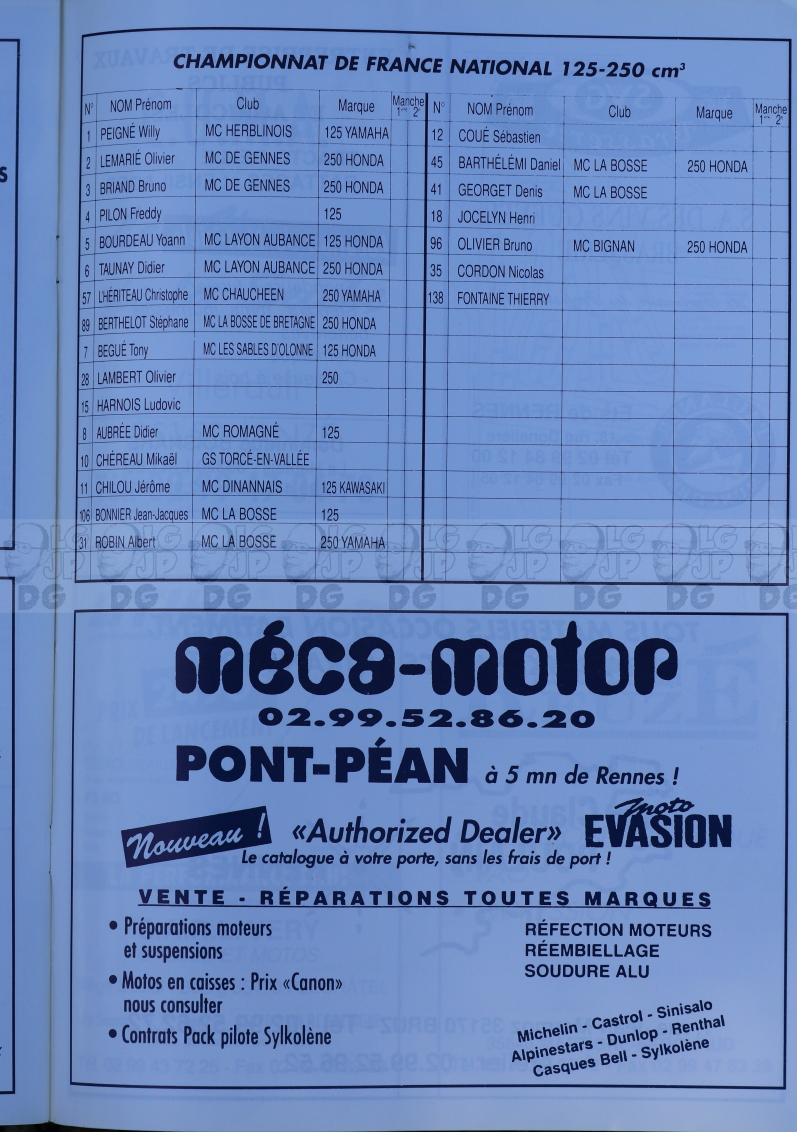 CHAMPIONNAT DE FRANCE NATIONAL 125-250 cm³
N° NOM Prénom Club Marque Manche 1ère 2e
1 PEIGNÉ Willy MC HERBLINOIS 125 YAMAHA
2 LEMARIÉ Olivier MC DE GENNES 250 HONDA
3 BRIAND Bruno MC DE GENNES 250 HONDA
4 PILON Freddy 125
5 BOURDEAU Yoann MC LAYON AUBANCE 125 HONDA
6 TAUNAY Didier MC LAYON AUBANCE 250 HONDA
57 L'HÉRITEAU Christophe MC CHAUCHEEN 250 YAMAHA
89 BERTHELOT Stéphane MC LA BOSSE DE BRETAGNE 250 HONDA
7 BEGUÉ Tony MC LES SABLES D'OLONNE 125 HONDA
28 LAMBERT Olivier 250
15 HARNOIS Ludovic
8 AUBRÉE Didier MC ROMAGNÉ 125
10 CHÉREAU Mikaël GS TORCÉ-EN-VALLÉE
11 CHILOU Jérôme MC DINANNAIS 125 KAWASAKI
106 BONNIER Jean-Jacques MC LA BOSSE 125
31 ROBIN Albert MC LA BOSSE 250 YAMAHA
N° NOM Prénom Club Marque Manche 1ère 2e
12 COUÉ Sébastien
45 BARTHÉLÉMI Daniel MC LA BOSSE 250 HONDA
41 GEORGET Denis MC LA BOSSE
18 JOCELYN Henri
96 OLIVIER Bruno MC BIGNAN 250 HONDA
35 CORDON Nicolas
138 FONTAINE THIERRY
LG JP DG
méca-motor
02.99.52.86.20
PONT-PÉAN à 5 mn de Rennes !
Nouveau ! «Authorized Dealer» moto EVASION
Le catalogue à votre porte, sans les frais de port !
VENTE - RÉPARATIONS TOUTES MARQUES
• Préparations moteurs
et suspensions
• Motos en caisses : Prix «Canon»
nous consulter
• Contrats Pack pilote Sylkolène
RÉFECTION MOTEURS
RÉEMBIELLAGE
SOUDURE ALU
Michelin - Castrol - Sinisalo
Alpinestars - Dunlop - Renthal
Casques Bell - Sylkolène